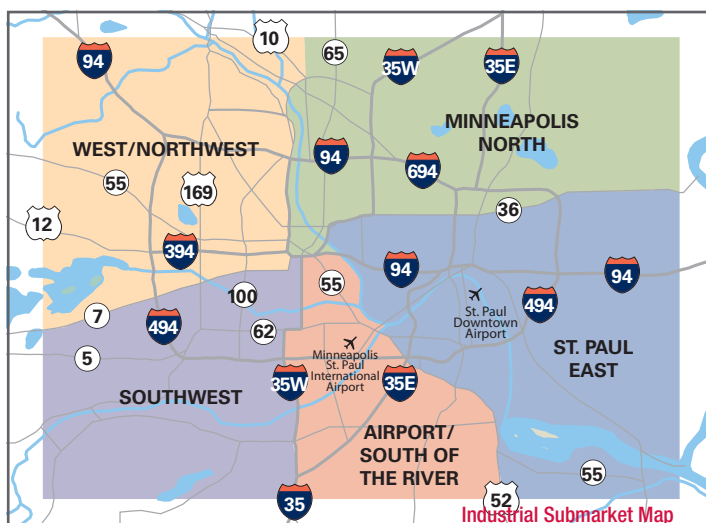 10
65
94
35W
35E
MINNEAPOLIS
NORTH
WEST/NORTHWEST
94
694
55
169
36
12
394
94
94
55
100
494
7
494
62
St. Paul
Downtown
Airport
5
Minneapolis
St. Paul
International
Airport
ST. PAUL
EAST
35W
35E
SOUTHWEST
AIRPORT/
SOUTH OF
THE RIVER
55
35
52
Industrial Submarket Map